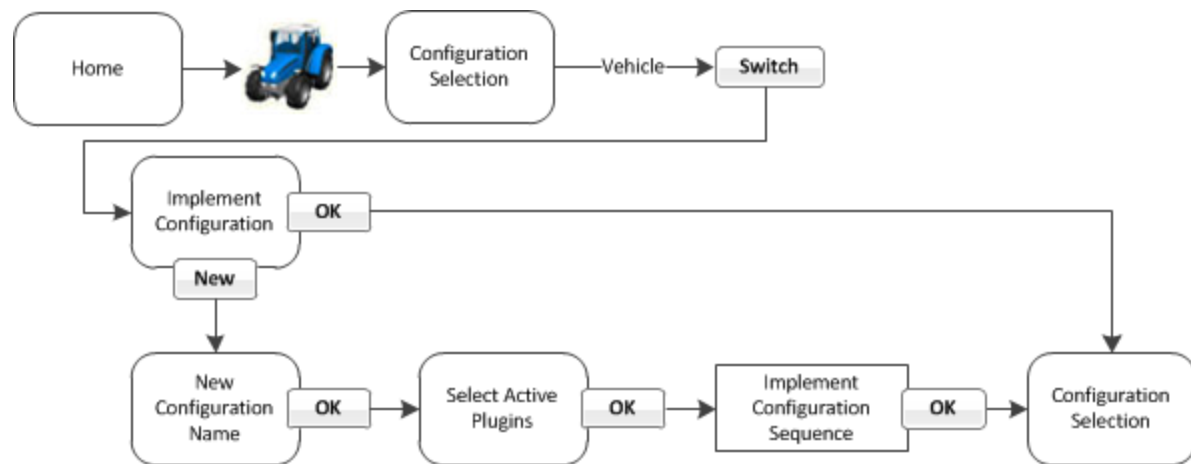 Home
Configuration
Selection
Vehicle
Switch
Implement
Configuration
OK
New
New
Configuration
Name
OK
Select Active
Plugins
OK
Implement
Configuration
Sequence
OK
Configuration
Selection